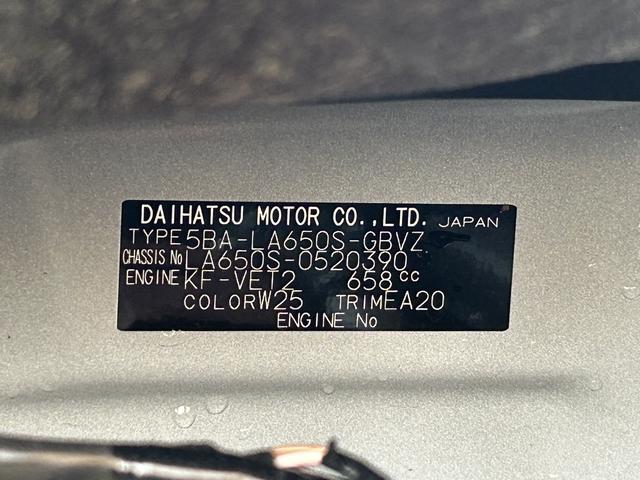 DAIHATSU MOTOR CO.,LTD. JAPAN
TYPE 5BA-LA650S-GBVZ
CHASSIS No LA650S-0520390
ENGINE KF-VET2 658cc
COLOR W25 TRIM EA20
ENGINE No